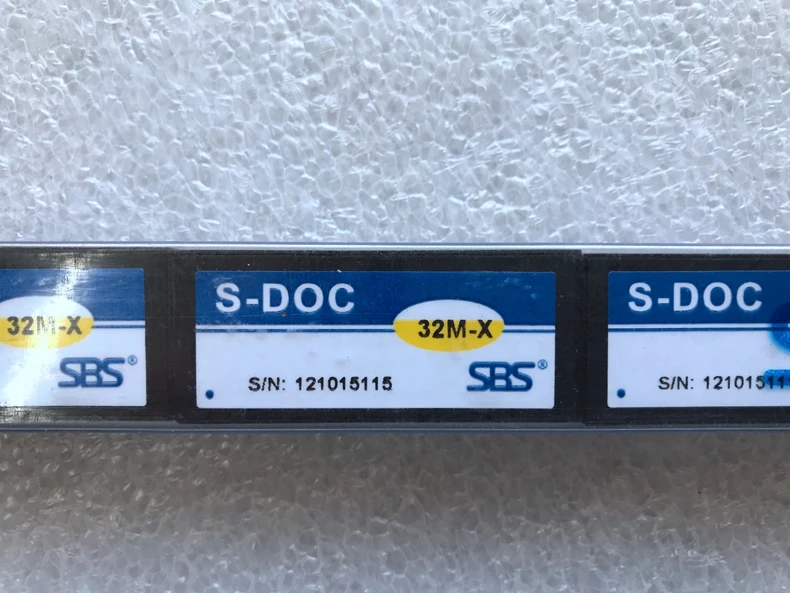 32M-X
SBS®
S-DOC
32M-X
S/N: 121015115
SBS®
S-DOC
S/N: